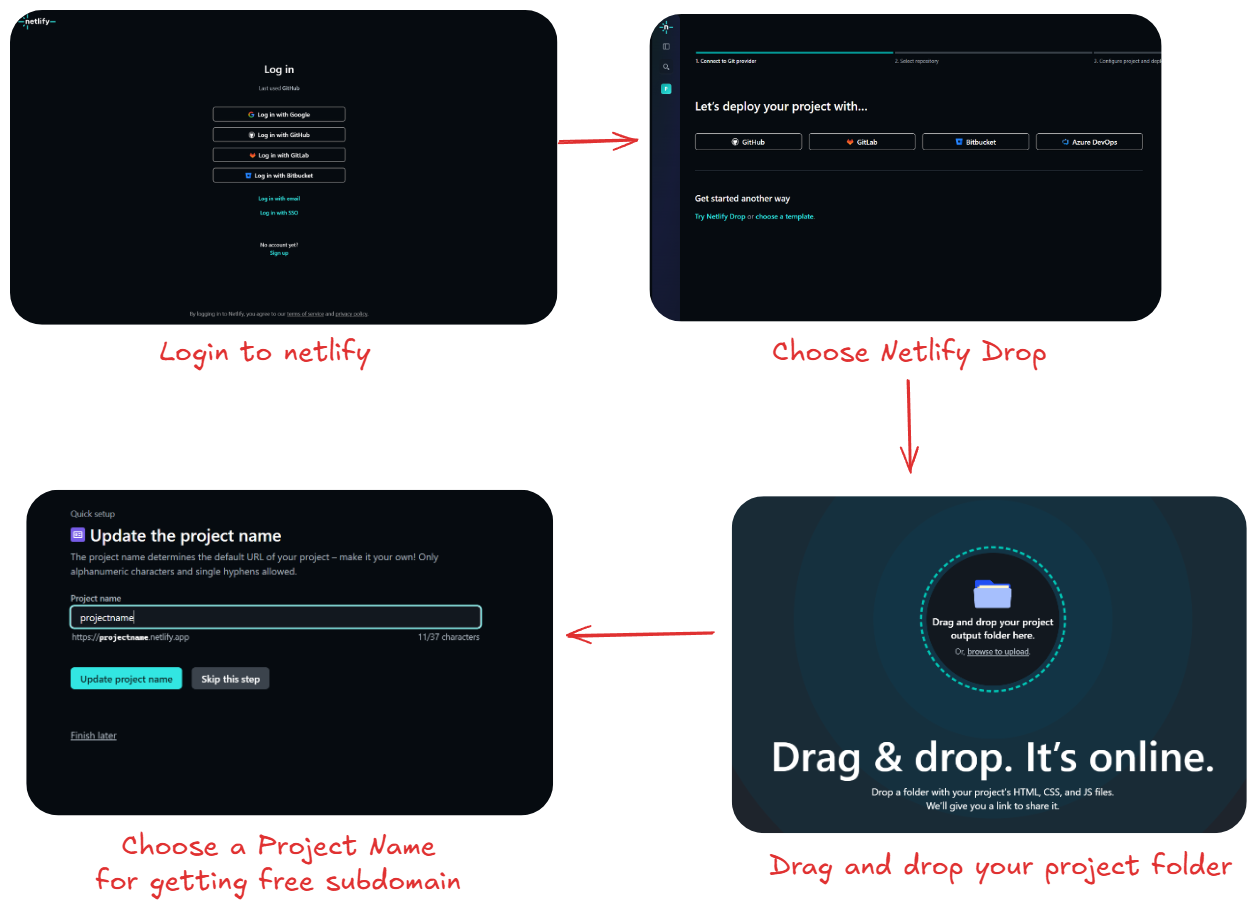 netlify
Log in
Last used GitHub
Log in with Google
Log in with GitHub
Log in with GitLab
Log in with Bitbucket
Log in with email
Log in with SSO
No account yet?
Sign up
By logging in to Netlify, you agree to our terms of service and privacy policy.
Login to netlify
n
F
1. Connect to Git provider
2. Select repository
3. Configure project and depl
Let's deploy your project with...
GitHub
GitLab
Bitbucket
Azure DevOps
Get started another way
Try Netlify Drop or choose a template.
Choose Netlify Drop
Drag and drop your project
output folder here.
Or, browse to upload.
Drag & drop. It's online.
Drop a folder with your project's HTML, CSS, and JS files.
We'll give you a link to share it.
Drag and drop your project folder
Quick setup
Update the project name
The project name determines the default URL of your project – make it your own! Only
alphanumeric characters and single hyphens allowed.
Project name
projectname
https://projectname.netlify.app
11/37 characters
Update project name
Skip this step
Finish later
Choose a Project Name
for getting free subdomain